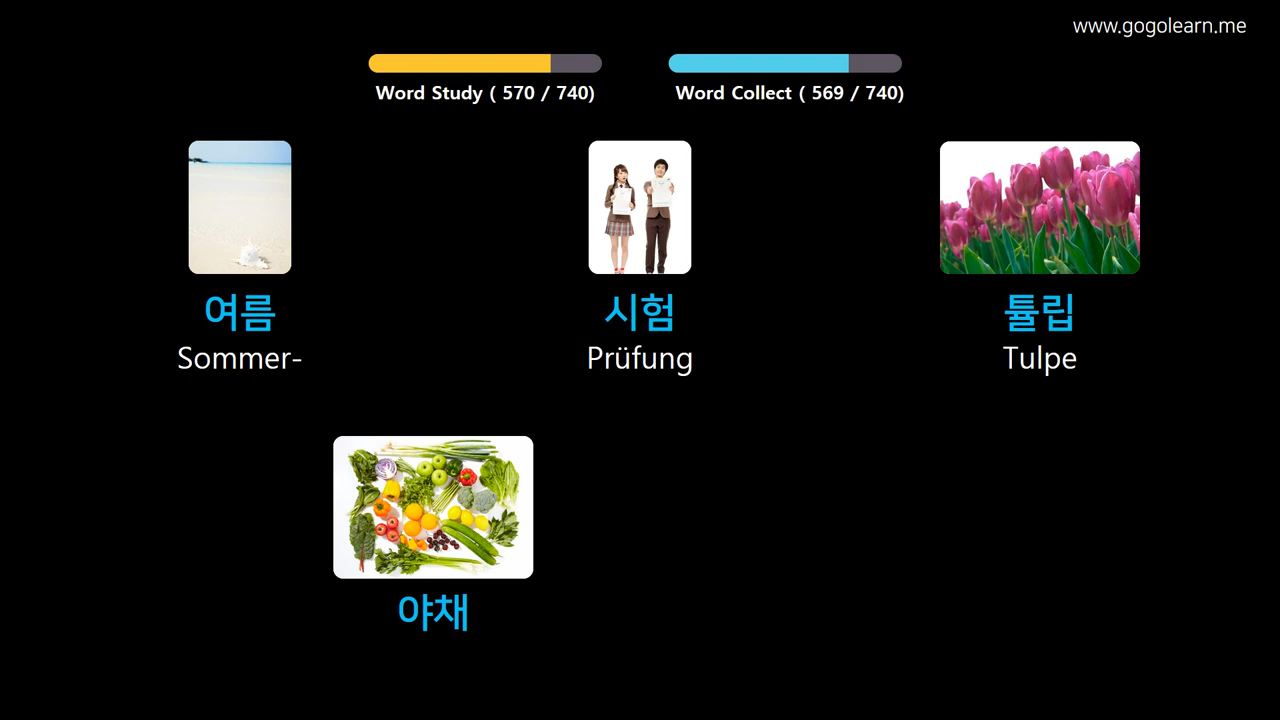 www.gogolearn.me
Word Study ( 570 / 740)
Word Collect ( 569 / 740)
여름
Sommer-
시험
Prüfung
튤립
Tulpe
야채